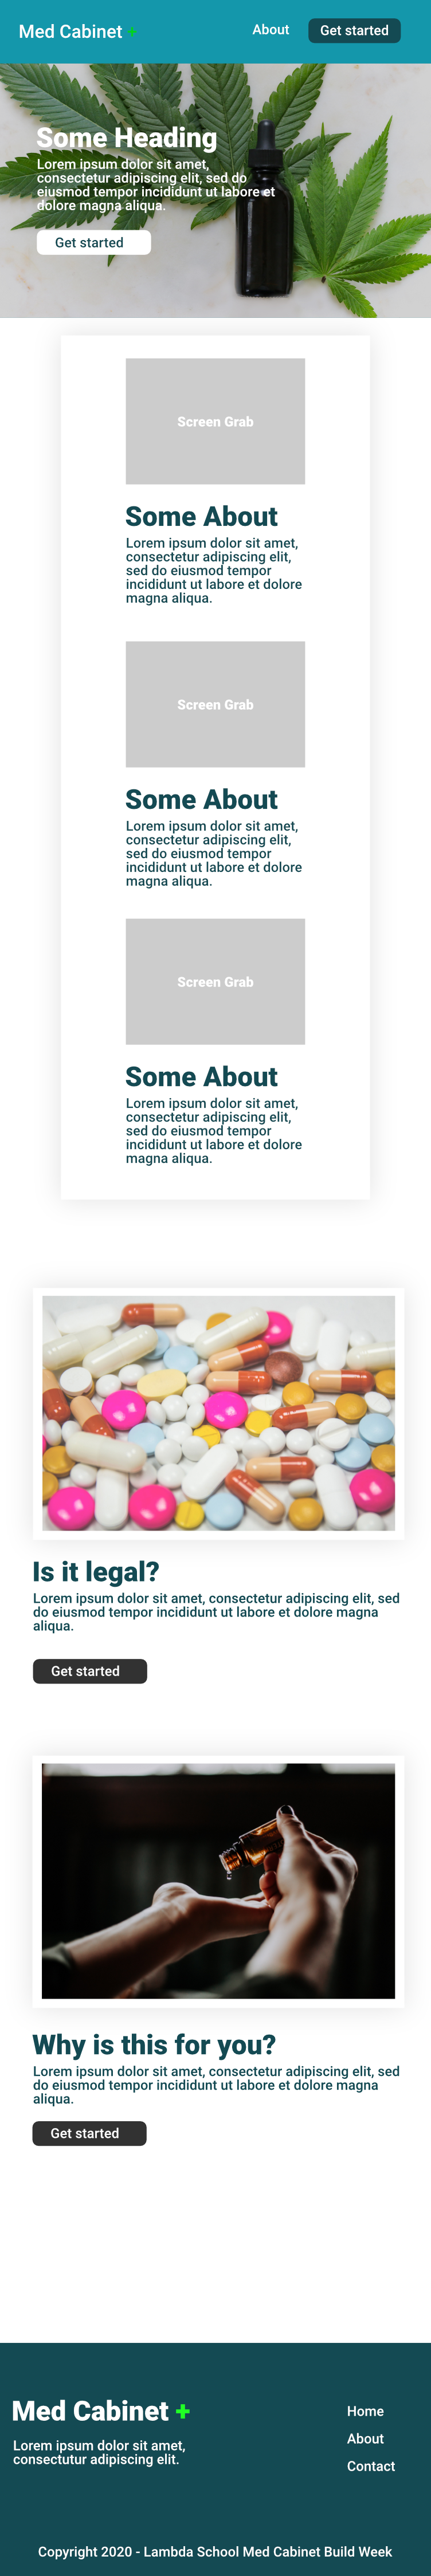 Med Cabinet +
About
Get started
Some Heading
Lorem ipsum dolor sit amet,
consectetur adipiscing elit, sed do
eiusmod tempor incididunt ut labore et
dolore magna aliqua.
Get started
Screen Grab
Some About
Lorem ipsum dolor sit amet,
consectetur adipiscing elit,
sed do eiusmod tempor
incididunt ut labore et dolore
magna aliqua.
Screen Grab
Some About
Lorem ipsum dolor sit amet,
consectetur adipiscing elit,
sed do eiusmod tempor
incididunt ut labore et dolore
magna aliqua.
Screen Grab
Some About
Lorem ipsum dolor sit amet,
consectetur adipiscing elit,
sed do eiusmod tempor
incididunt ut labore et dolore
magna aliqua.
Is it legal?
Lorem ipsum dolor sit amet, consectetur adipiscing elit, sed
do eiusmod tempor incididunt ut labore et dolore magna
aliqua.
Get started
Why is this for you?
Lorem ipsum dolor sit amet, consectetur adipiscing elit, sed
do eiusmod tempor incididunt ut labore et dolore magna
aliqua.
Get started
Med Cabinet +
Lorem ipsum dolor sit amet,
consectutur adipiscing elit.
Home
About
Contact
Copyright 2020 - Lambda School Med Cabinet Build Week